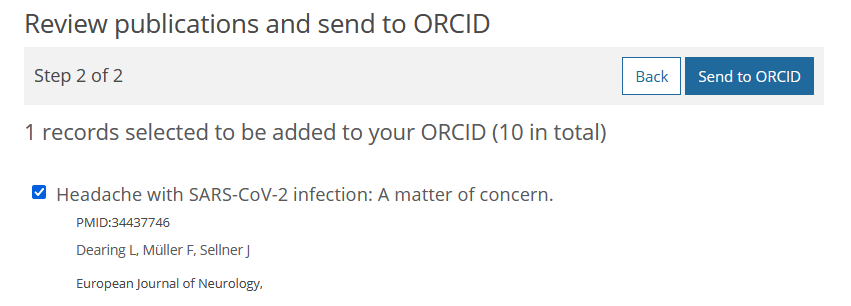 Review publications and send to ORCID
Step 2 of 2
Back
Send to ORCID
1 records selected to be added to your ORCID (10 in total)
Headache with SARS-CoV-2 infection: A matter of concern.
PMID:34437746
Dearing L, Müller F, Sellner J
European Journal of Neurology,